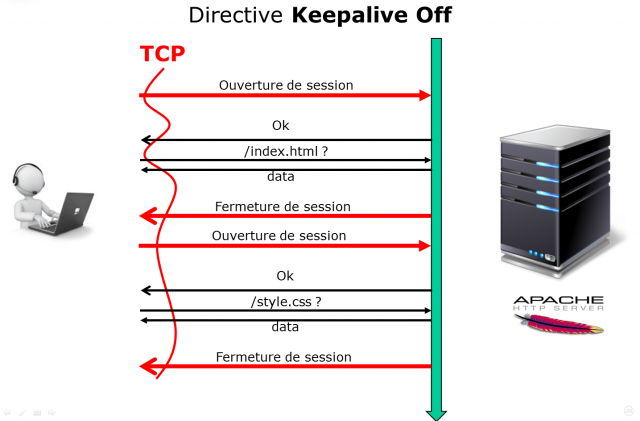 Directive Keepalive Off
TCP
Ouverture de session
Ok
/index.html ?
data
Fermeture de session
Ouverture de session
Ok
/style.css ?
data
Fermeture de session
APACHE
HTTP SERVER